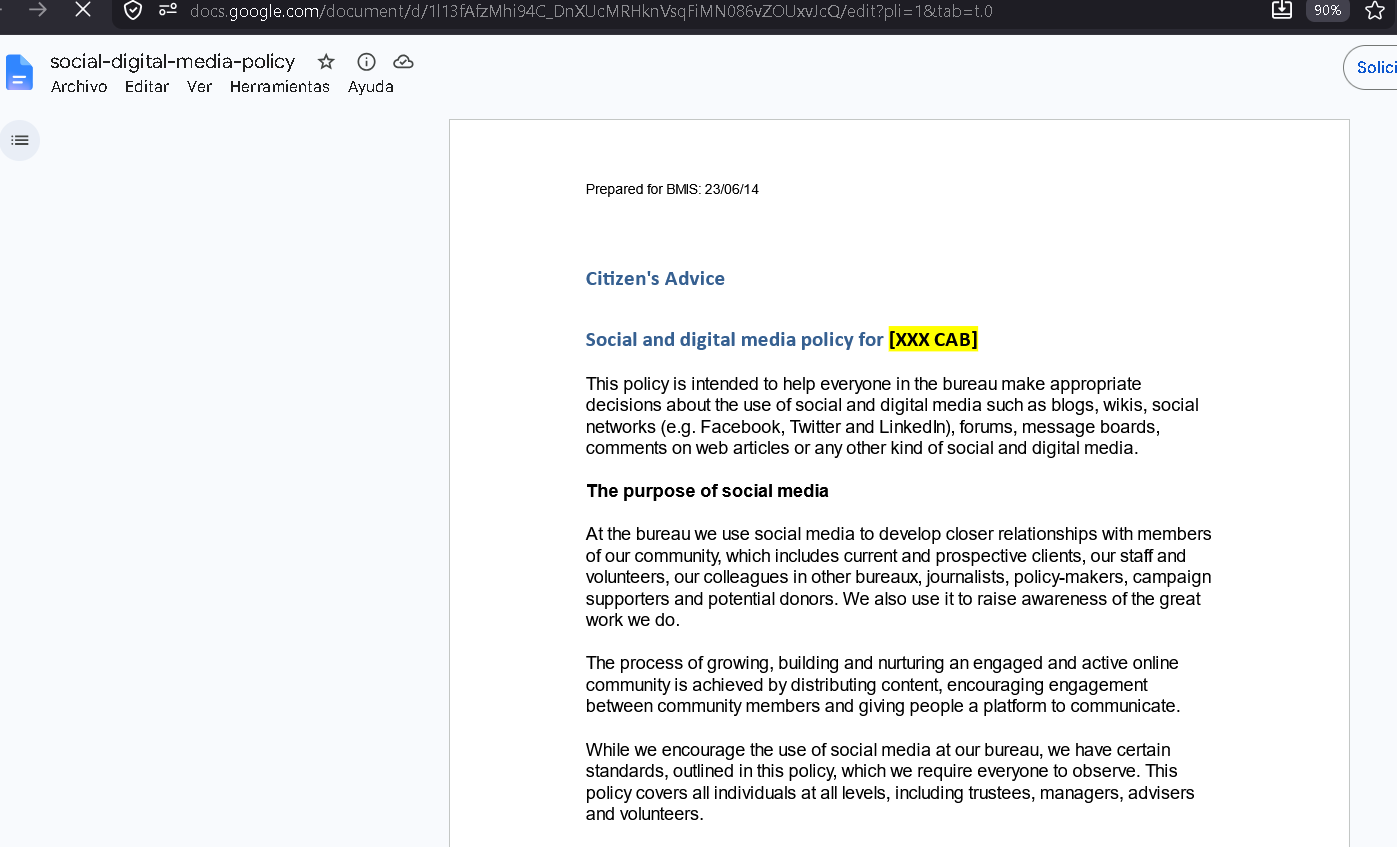 docs.google.com/document/d/1l13fAfzMhi94C_DnXUcMRHknVsqFiMN086vZOUxvJcQ/edit?pli=1&tab=t.0
90%
social-digital-media-policy
Archivo Editar Ver Herramientas Ayuda
Solici
Prepared for BMIS: 23/06/14
Citizen's Advice
Social and digital media policy for [XXX CAB]
This policy is intended to help everyone in the bureau make appropriate
decisions about the use of social and digital media such as blogs, wikis, social
networks (e.g. Facebook, Twitter and LinkedIn), forums, message boards,
comments on web articles or any other kind of social and digital media.
The purpose of social media
At the bureau we use social media to develop closer relationships with members
of our community, which includes current and prospective clients, our staff and
volunteers, our colleagues in other bureaux, journalists, policy-makers, campaign
supporters and potential donors. We also use it to raise awareness of the great
work we do.
The process of growing, building and nurturing an engaged and active online
community is achieved by distributing content, encouraging engagement
between community members and giving people a platform to communicate.
While we encourage the use of social media at our bureau, we have certain
standards, outlined in this policy, which we require everyone to observe. This
policy covers all individuals at all levels, including trustees, managers, advisers
and volunteers.